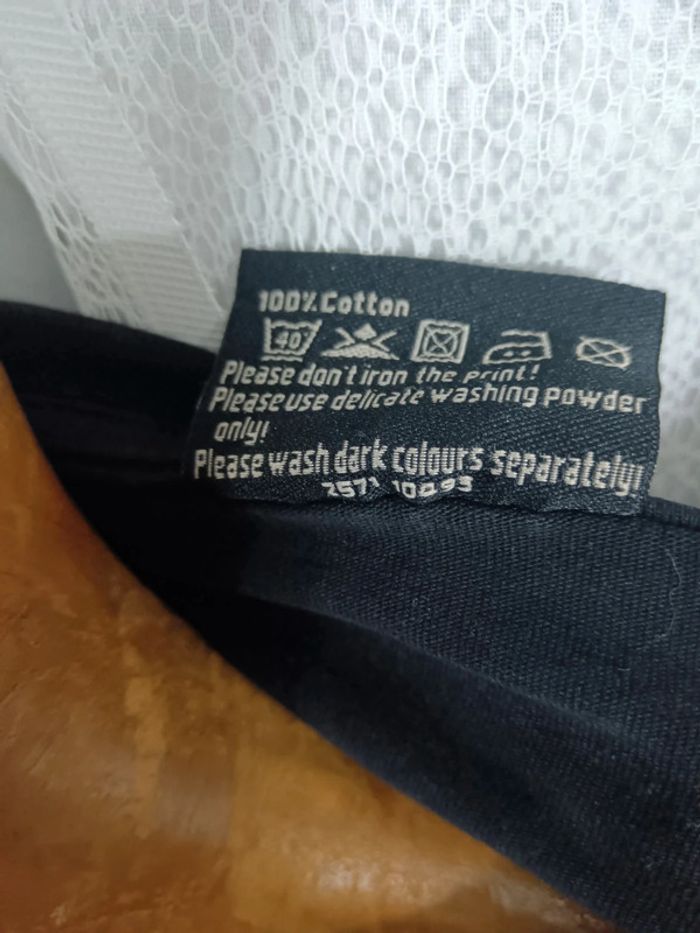 100% Cotton
40
Please don't iron the print!
Please use delicate washing powder
only!
Please wash dark colours separately!